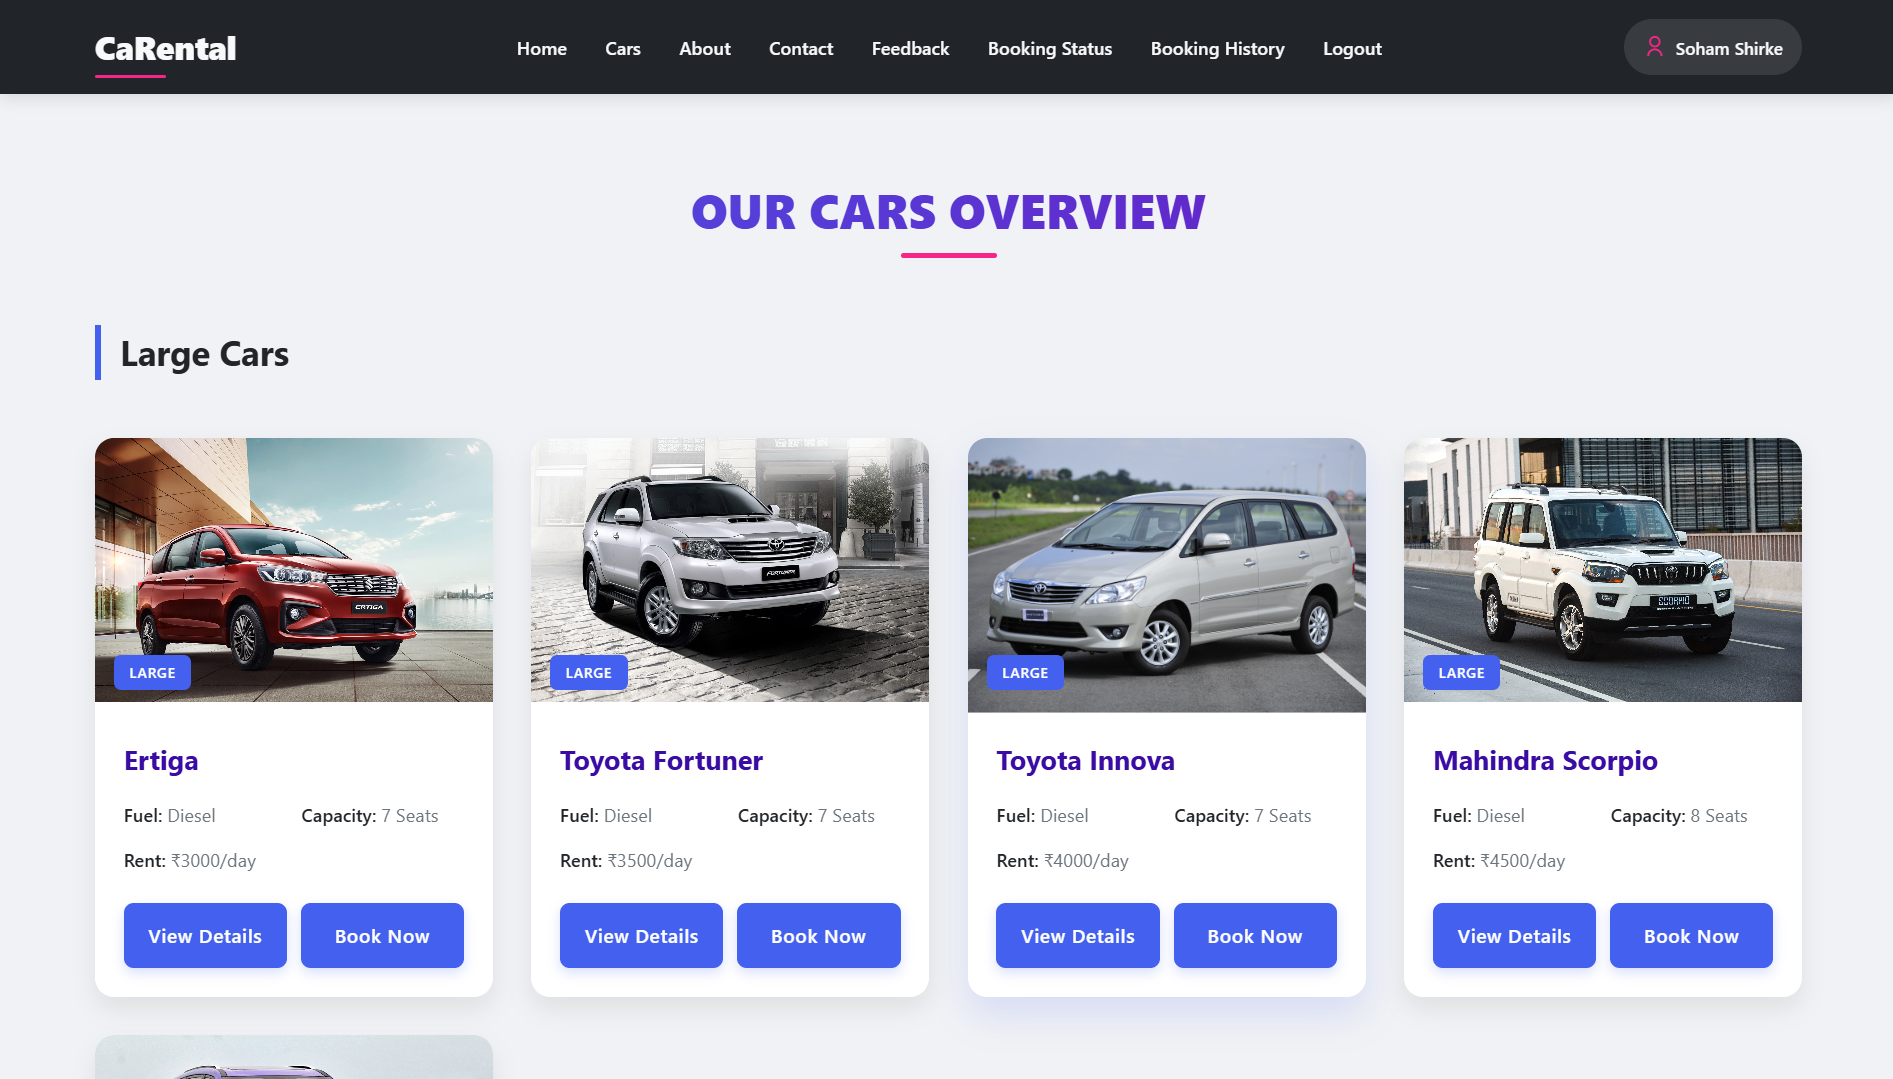 CaRental
Home Cars About Contact Feedback Booking Status Booking History Logout
Soham Shirke
OUR CARS OVERVIEW
Large Cars
ERTIGA
LARGE
FORTUNER
LARGE
LARGE
SCORPIO
LARGE
Ertiga
Fuel: Diesel Capacity: 7 Seats
Rent: ₹3000/day
View Details Book Now
Toyota Fortuner
Fuel: Diesel Capacity: 7 Seats
Rent: ₹3500/day
View Details Book Now
Toyota Innova
Fuel: Diesel Capacity: 7 Seats
Rent: ₹4000/day
View Details Book Now
Mahindra Scorpio
Fuel: Diesel Capacity: 8 Seats
Rent: ₹4500/day
View Details Book Now